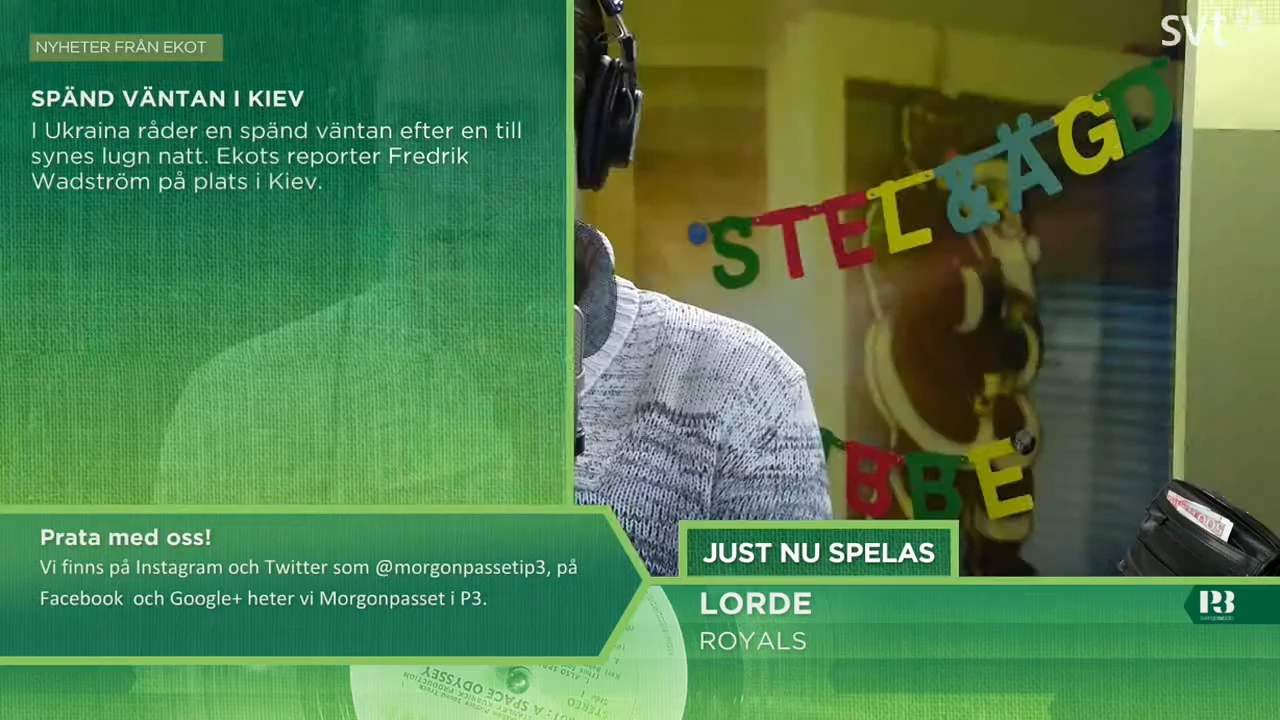 NYHETER FRÅN EKOT
SPÄND VÄNTAN I KIEV
I Ukraina råder en spänd väntan efter en till
synes lugn natt. Ekots reporter Fredrik
Wadström på plats i Kiev.
svt
STEL & ÄGD
BBE
Prata med oss!
Vi finns på Instagram och Twitter som @morgonpassetip3, på
Facebook och Google+ heter vi Morgonpasset i P3.
JUST NU SPELAS
LORDE
ROYALS
P3
: A SPACE ODYSSEY
STEREO